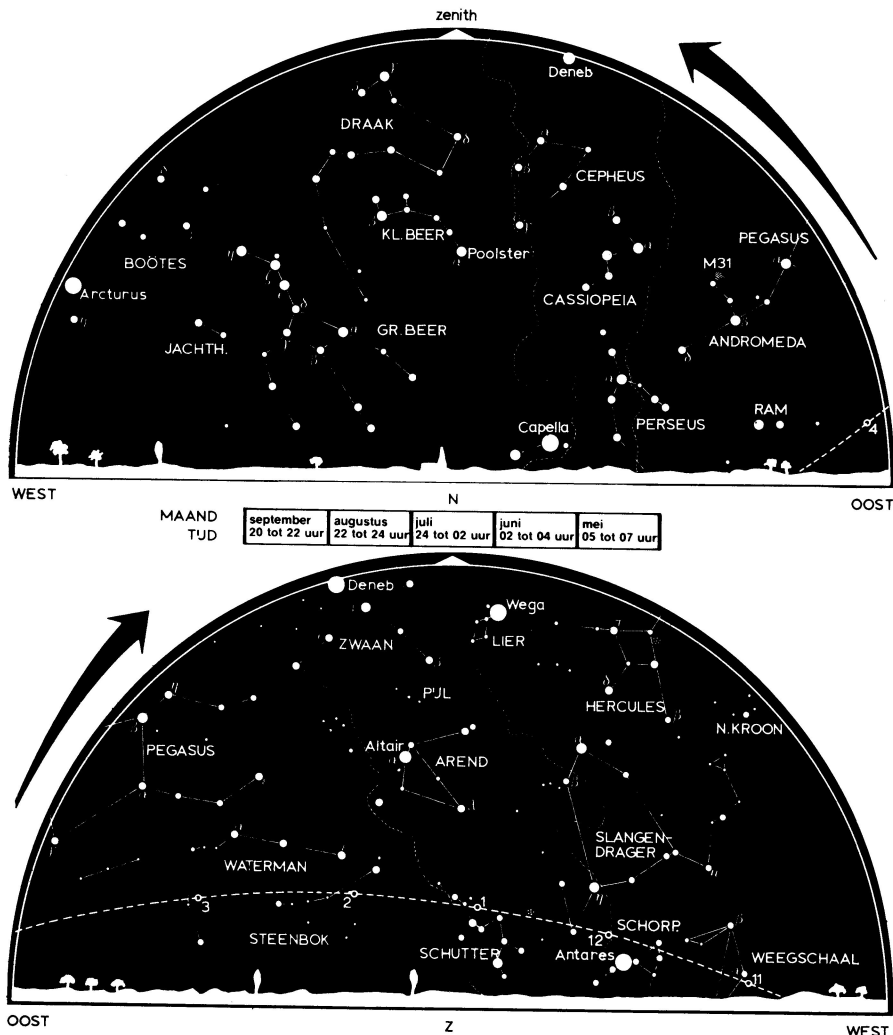 zenith
Deneb
DRAAK
CEPHEUS
KL.BEER
Poolster
PEGASUS
M31
BOÖTES
Arcturus
CASSIOPEIA
GR.BEER
ANDROMEDA
JACHTH.
PERSEUS
RAM
Capella
4
WEST
N
OOST
MAAND
TIJD
september
20 tot 22 uur
augustus
22 tot 24 uur
juli
24 tot 02 uur
juni
02 tot 04 uur
mei
05 tot 07 uur
Deneb
Wega
ZWAAN
LIER
PIJL
HERCULES
N.KROON
PEGASUS
Altair
AREND
SLANGEN-
DRAGER
WATERMAN
3
2
1
STEENBOK
SCHUTTER
12
SCHORP.
Antares
WEEGSCHAAL
11
OOST
Z
WEST